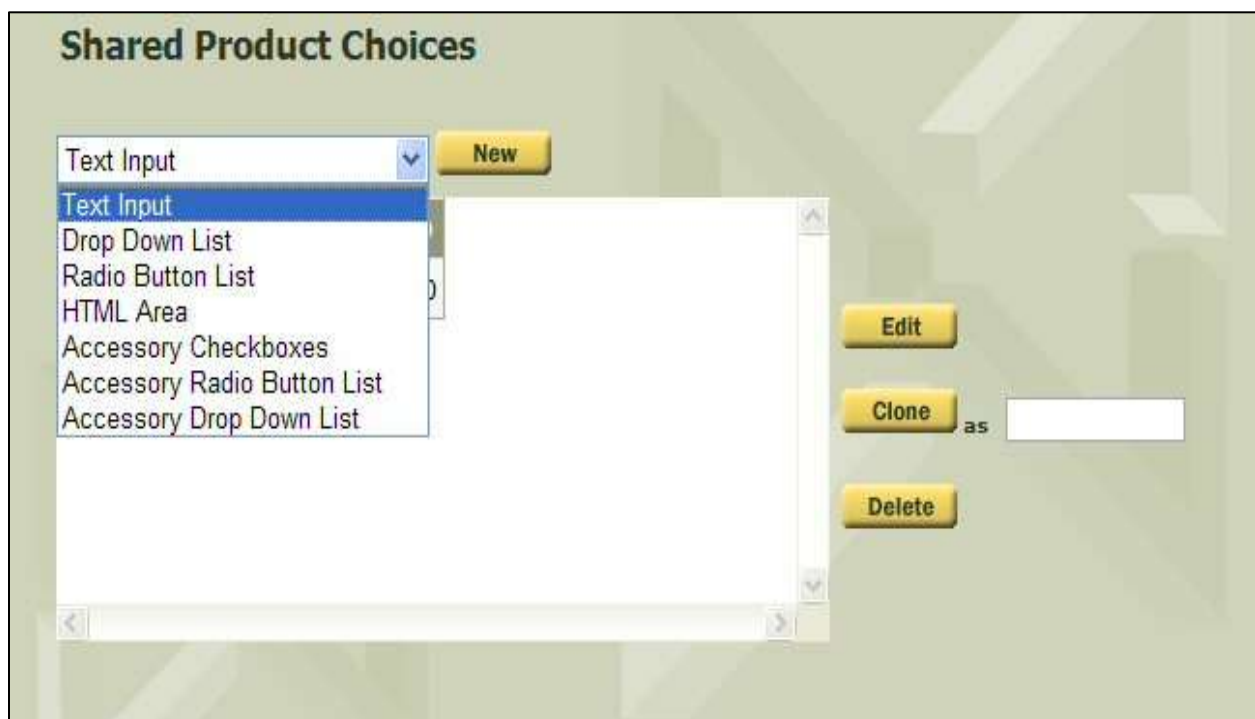 Shared Product Choices
Text Input
New
Text Input
Drop Down List
Radio Button List
HTML Area
Accessory Checkboxes
Accessory Radio Button List
Accessory Drop Down List
Edit
Clone as
Delete